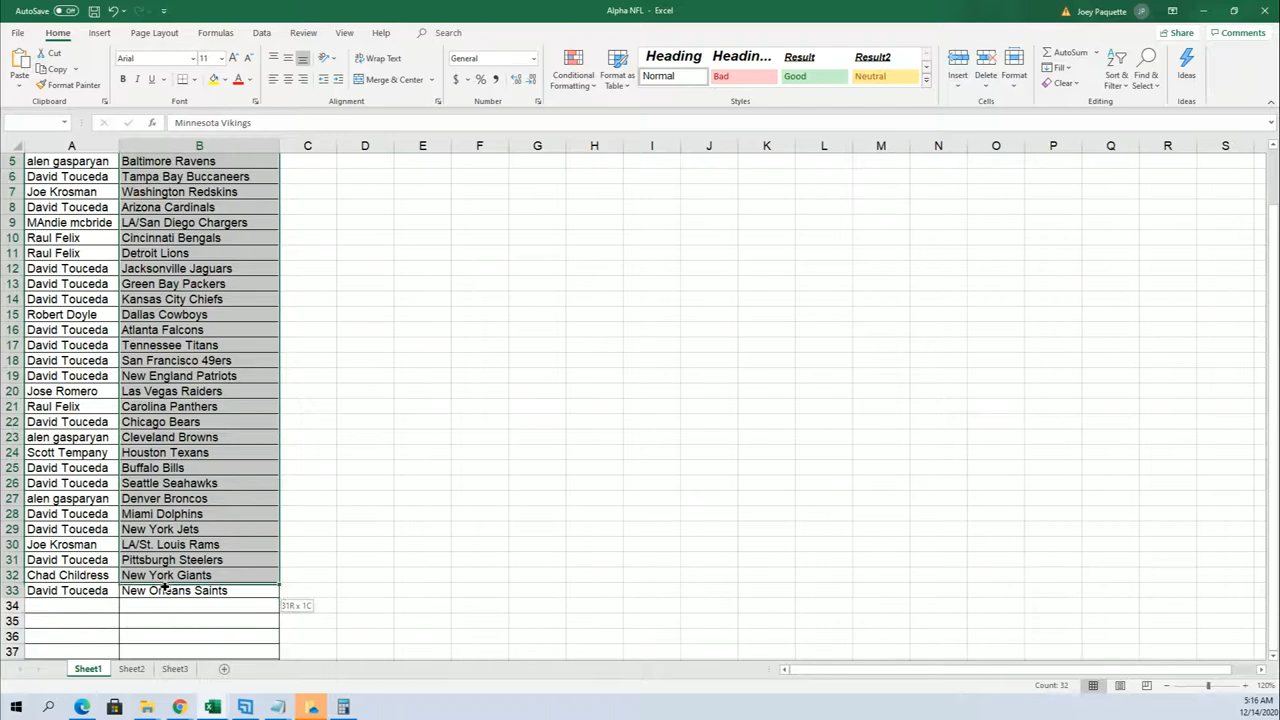 AutoSave Off Alpha NFL - Excel Joey Paquette JP
File Home Insert Page Layout Formulas Data Review View Help Search Share Comments
Paste Cut Copy Format Painter Clipboard
Arial 11 B I U Font
Wrap Text Merge & Center Alignment
General $ % Number
Conditional Formatting Format as Table
Heading Headin... Result Result2
Normal Bad Good Neutral Styles
Insert Delete Format Cells
AutoSum Fill Clear Sort & Filter Find & Select Editing
Ideas Ideas
fx Minnesota Vikings
A B C D E F G H I J K L M N O P Q R S
5 alen gasparyan Baltimore Ravens
6 David Touceda Tampa Bay Buccaneers
7 Joe Krosman Washington Redskins
8 David Touceda Arizona Cardinals
9 MAndie mcbride LA/San Diego Chargers
10 Raul Felix Cincinnati Bengals
11 Raul Felix Detroit Lions
12 David Touceda Jacksonville Jaguars
13 David Touceda Green Bay Packers
14 David Touceda Kansas City Chiefs
15 Robert Doyle Dallas Cowboys
16 David Touceda Atlanta Falcons
17 David Touceda Tennessee Titans
18 David Touceda San Francisco 49ers
19 David Touceda New England Patriots
20 Jose Romero Las Vegas Raiders
21 Raul Felix Carolina Panthers
22 David Touceda Chicago Bears
23 alen gasparyan Cleveland Browns
24 Scott Tempany Houston Texans
25 David Touceda Buffalo Bills
26 David Touceda Seattle Seahawks
27 alen gasparyan Denver Broncos
28 David Touceda Miami Dolphins
29 David Touceda New York Jets
30 Joe Krosman LA/St. Louis Rams
31 David Touceda Pittsburgh Steelers
32 Chad Childress New York Giants
33 David Touceda New Orleans Saints
34 31R x 1C
35
36
37
Sheet1 Sheet2 Sheet3
Count: 32 120%
5:16 AM
12/14/2020